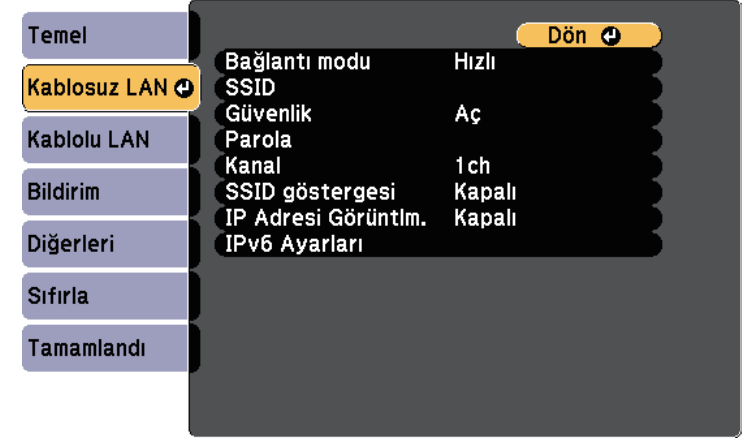 Temel
Kablosuz LAN
Kablolu LAN
Bildirim
Diğerleri
Sıfırla
Tamamlandı
Dön
Bağlantı modu Hızlı
SSID
Güvenlik Aç
Parola
Kanal 1ch
SSID göstergesi Kapalı
IP Adresi Görüntlm. Kapalı
IPv6 Ayarları